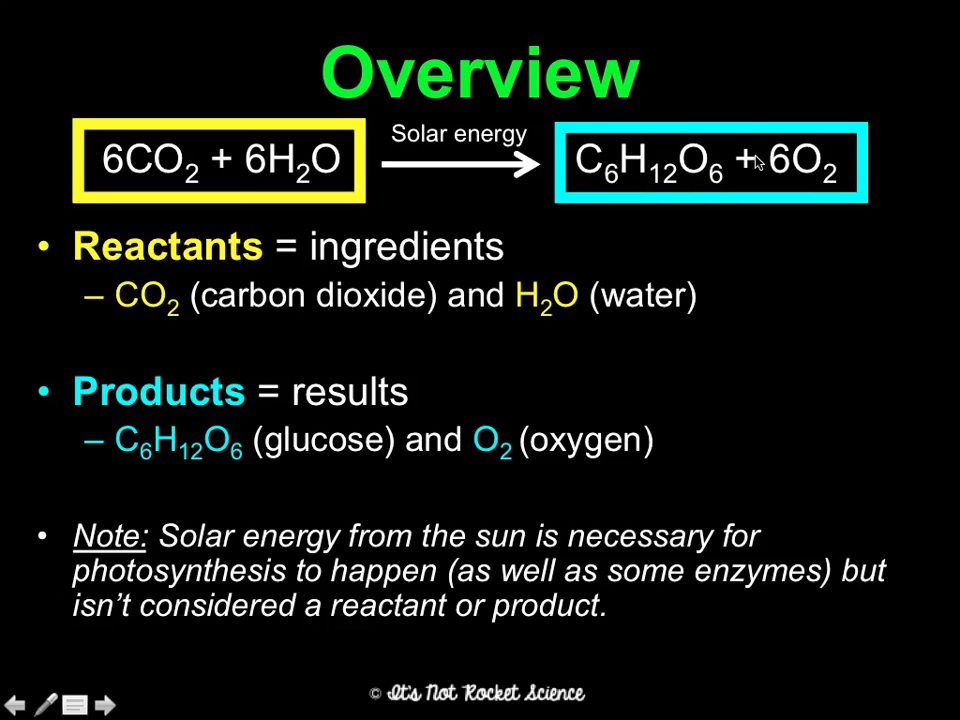 Overview
Solar energy
6CO₂ + 6H₂O C₆H₁₂O₆ + 6O₂
• Reactants = ingredients
– CO₂ (carbon dioxide) and H₂O (water)
• Products = results
– C₆H₁₂O₆ (glucose) and O₂ (oxygen)
• Note: Solar energy from the sun is necessary for
photosynthesis to happen (as well as some enzymes) but
isn’t considered a reactant or product.
© It's Not Rocket Science